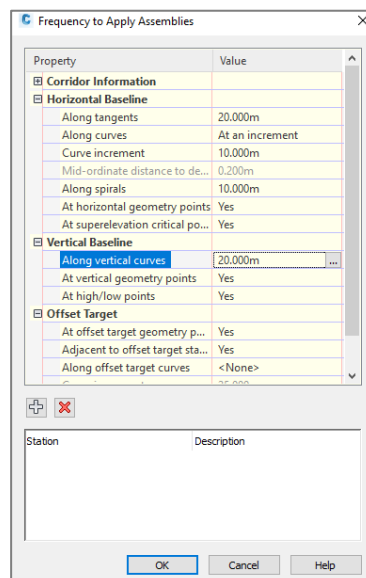 Frequency to Apply Assemblies
Property Value
Corridor Information
Horizontal Baseline
Along tangents 20.000m
Along curves At an increment
Curve increment 10.000m
Mid-ordinate distance to de... 0.200m
Along spirals 10.000m
At horizontal geometry points Yes
At superelevation critical po... Yes
Vertical Baseline
Along vertical curves 20.000m ...
At vertical geometry points Yes
At high/low points Yes
Offset Target
At offset target geometry p... Yes
Adjacent to offset target sta... Yes
Along offset target curves <None>
Station Description
OK Cancel Help